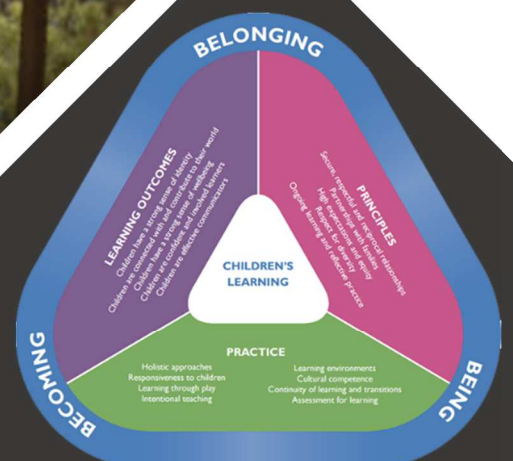 BELONGING
LEARNING OUTCOMES
Children have a strong sense of identity
Children are connected with and contribute to their world
Children have a strong sense of wellbeing
Children are confident and involved learners
Children are effective communicators
PRINCIPLES
Secure, respectful and reciprocal relationships
Partnerships with families
High expectations and equity
Respect for diversity
Ongoing learning and reflective practice
CHILDREN'S
LEARNING
PRACTICE
Holistic approaches
Responsiveness to children
Learning through play
Intentional teaching
Learning environments
Cultural competence
Continuity of learning and transitions
Assessment for learning
BECOMING
BEING